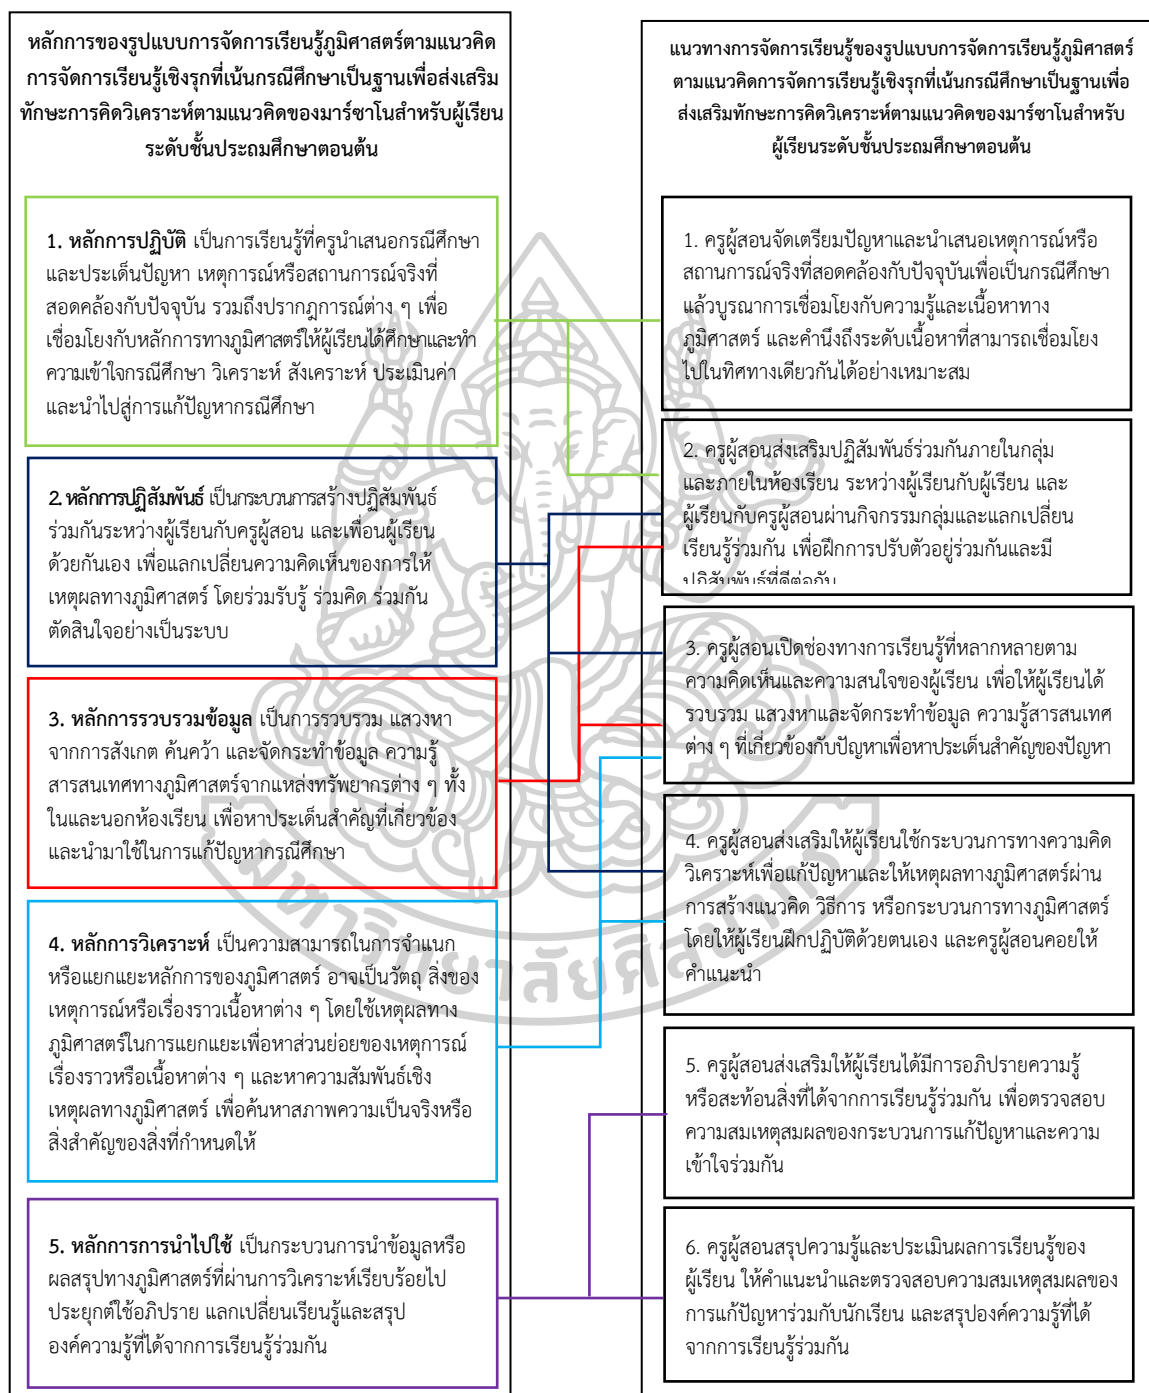 หลักการของรูปแบบการจัดการเรียนรู้ภูมิศาสตร์ตามแนวคิด
การจัดการเรียนรู้เชิงรุกที่เน้นกรณีศึกษาเป็นฐานเพื่อส่งเสริม
ทักษะการคิดวิเคราะห์ตามแนวคิดของมาร์ซาโนสำหรับผู้เรียน
ระดับชั้นประถมศึกษาตอนต้น
1. หลักการปฏิบัติ เป็นการเรียนรู้ที่ครูนำเสนอกรณีศึกษา
และประเด็นปัญหา เหตุการณ์หรือสถานการณ์จริงที่
สอดคล้องกับปัจจุบัน รวมถึงปรากฏการณ์ต่าง ๆ เพื่อ
เชื่อมโยงกับหลักการทางภูมิศาสตร์ให้ผู้เรียนได้ศึกษาและทำ
ความเข้าใจกรณีศึกษา วิเคราะห์ สังเคราะห์ ประเมินค่า
และนำไปสู่การแก้ปัญหากรณีศึกษา
2. หลักการปฏิสัมพันธ์ เป็นกระบวนการสร้างปฏิสัมพันธ์
ร่วมกันระหว่างผู้เรียนกับครูผู้สอน และเพื่อนผู้เรียน
ด้วยกันเอง เพื่อแลกเปลี่ยนความคิดเห็นของการให้
เหตุผลทางภูมิศาสตร์ โดยร่วมรับรู้ ร่วมคิด ร่วมกัน
ตัดสินใจอย่างเป็นระบบ
3. หลักการรวบรวมข้อมูล เป็นการรวบรวม แสวงหา
จากการสังเกต ค้นคว้า และจัดกระทำข้อมูล ความรู้
สารสนเทศทางภูมิศาสตร์จากแหล่งทรัพยากรต่าง ๆ ทั้ง
ในและนอกห้องเรียน เพื่อหาประเด็นสำคัญที่เกี่ยวข้อง
และนำมาใช้ในการแก้ปัญหากรณีศึกษา
4. หลักการวิเคราะห์ เป็นความสามารถในการจำแนก
หรือแยกแยะหลักการของภูมิศาสตร์ อาจเป็นวัตถุ สิ่งของ
เหตุการณ์หรือเรื่องราวเนื้อหาต่าง ๆ โดยใช้เหตุผลทาง
ภูมิศาสตร์ในการแยกแยะเพื่อหาส่วนย่อยของเหตุการณ์
เรื่องราวหรือเนื้อหาต่าง ๆ และหาความสัมพันธ์เชิง
เหตุผลทางภูมิศาสตร์ เพื่อค้นหาสภาพความเป็นจริงหรือ
สิ่งสำคัญของสิ่งที่กำหนดให้
5. หลักการการนำไปใช้ เป็นกระบวนการนำข้อมูลหรือ
ผลสรุปทางภูมิศาสตร์ที่ผ่านการวิเคราะห์เรียบร้อยไป
ประยุกต์ใช้อภิปราย แลกเปลี่ยนเรียนรู้และสรุป
องค์ความรู้ที่ได้จากการเรียนรู้ร่วมกัน
แนวทางการจัดการเรียนรู้ของรูปแบบการจัดการเรียนรู้ภูมิศาสตร์
ตามแนวคิดการจัดการเรียนรู้เชิงรุกที่เน้นกรณีศึกษาเป็นฐานเพื่อ
ส่งเสริมทักษะการคิดวิเคราะห์ตามแนวคิดของมาร์ซาโนสำหรับ
ผู้เรียนระดับชั้นประถมศึกษาตอนต้น
1. ครูผู้สอนจัดเตรียมปัญหาและนำเสนอเหตุการณ์หรือ
สถานการณ์จริงที่สอดคล้องกับปัจจุบันเพื่อเป็นกรณีศึกษา
แล้วบูรณาการเชื่อมโยงกับความรู้และเนื้อหาทาง
ภูมิศาสตร์ และคำนึงถึงระดับเนื้อหาที่สามารถเชื่อมโยง
ไปในทิศทางเดียวกันได้อย่างเหมาะสม
2. ครูผู้สอนส่งเสริมปฏิสัมพันธ์ร่วมกันภายในกลุ่ม
และภายในห้องเรียน ระหว่างผู้เรียนกับผู้เรียน และ
ผู้เรียนกับครูผู้สอนผ่านกิจกรรมกลุ่มและแลกเปลี่ยน
เรียนรู้ร่วมกัน เพื่อฝึกการปรับตัวอยู่ร่วมกันและมี
ปฏิสัมพันธ์ที่ดีต่อกัน
3. ครูผู้สอนเปิดช่องทางการเรียนรู้ที่หลากหลายตาม
ความคิดเห็นและความสนใจของผู้เรียน เพื่อให้ผู้เรียนได้
รวบรวม แสวงหาและจัดกระทำข้อมูล ความรู้สารสนเทศ
ต่าง ๆ ที่เกี่ยวข้องกับปัญหาเพื่อหาประเด็นสำคัญของปัญหา
4. ครูผู้สอนส่งเสริมให้ผู้เรียนใช้กระบวนการทางความคิด
วิเคราะห์เพื่อแก้ปัญหาและให้เหตุผลทางภูมิศาสตร์ผ่าน
การสร้างแนวคิด วิธีการ หรือกระบวนการทางภูมิศาสตร์
โดยให้ผู้เรียนฝึกปฏิบัติด้วยตนเอง และครูผู้สอนคอยให้
คำแนะนำ
5. ครูผู้สอนส่งเสริมให้ผู้เรียนได้มีการอภิปรายความรู้
หรือสะท้อนสิ่งที่ได้จากการเรียนรู้ร่วมกัน เพื่อตรวจสอบ
ความสมเหตุสมผลของกระบวนการแก้ปัญหาและความ
เข้าใจร่วมกัน
6. ครูผู้สอนสรุปความรู้และประเมินผลการเรียนรู้ของ
ผู้เรียน ให้คำแนะนำและตรวจสอบความสมเหตุสมผลของ
การแก้ปัญหาร่วมกับนักเรียน และสรุปองค์ความรู้ที่ได้
จากการเรียนรู้ร่วมกัน
มหาวิทยาลัยศิลปากร